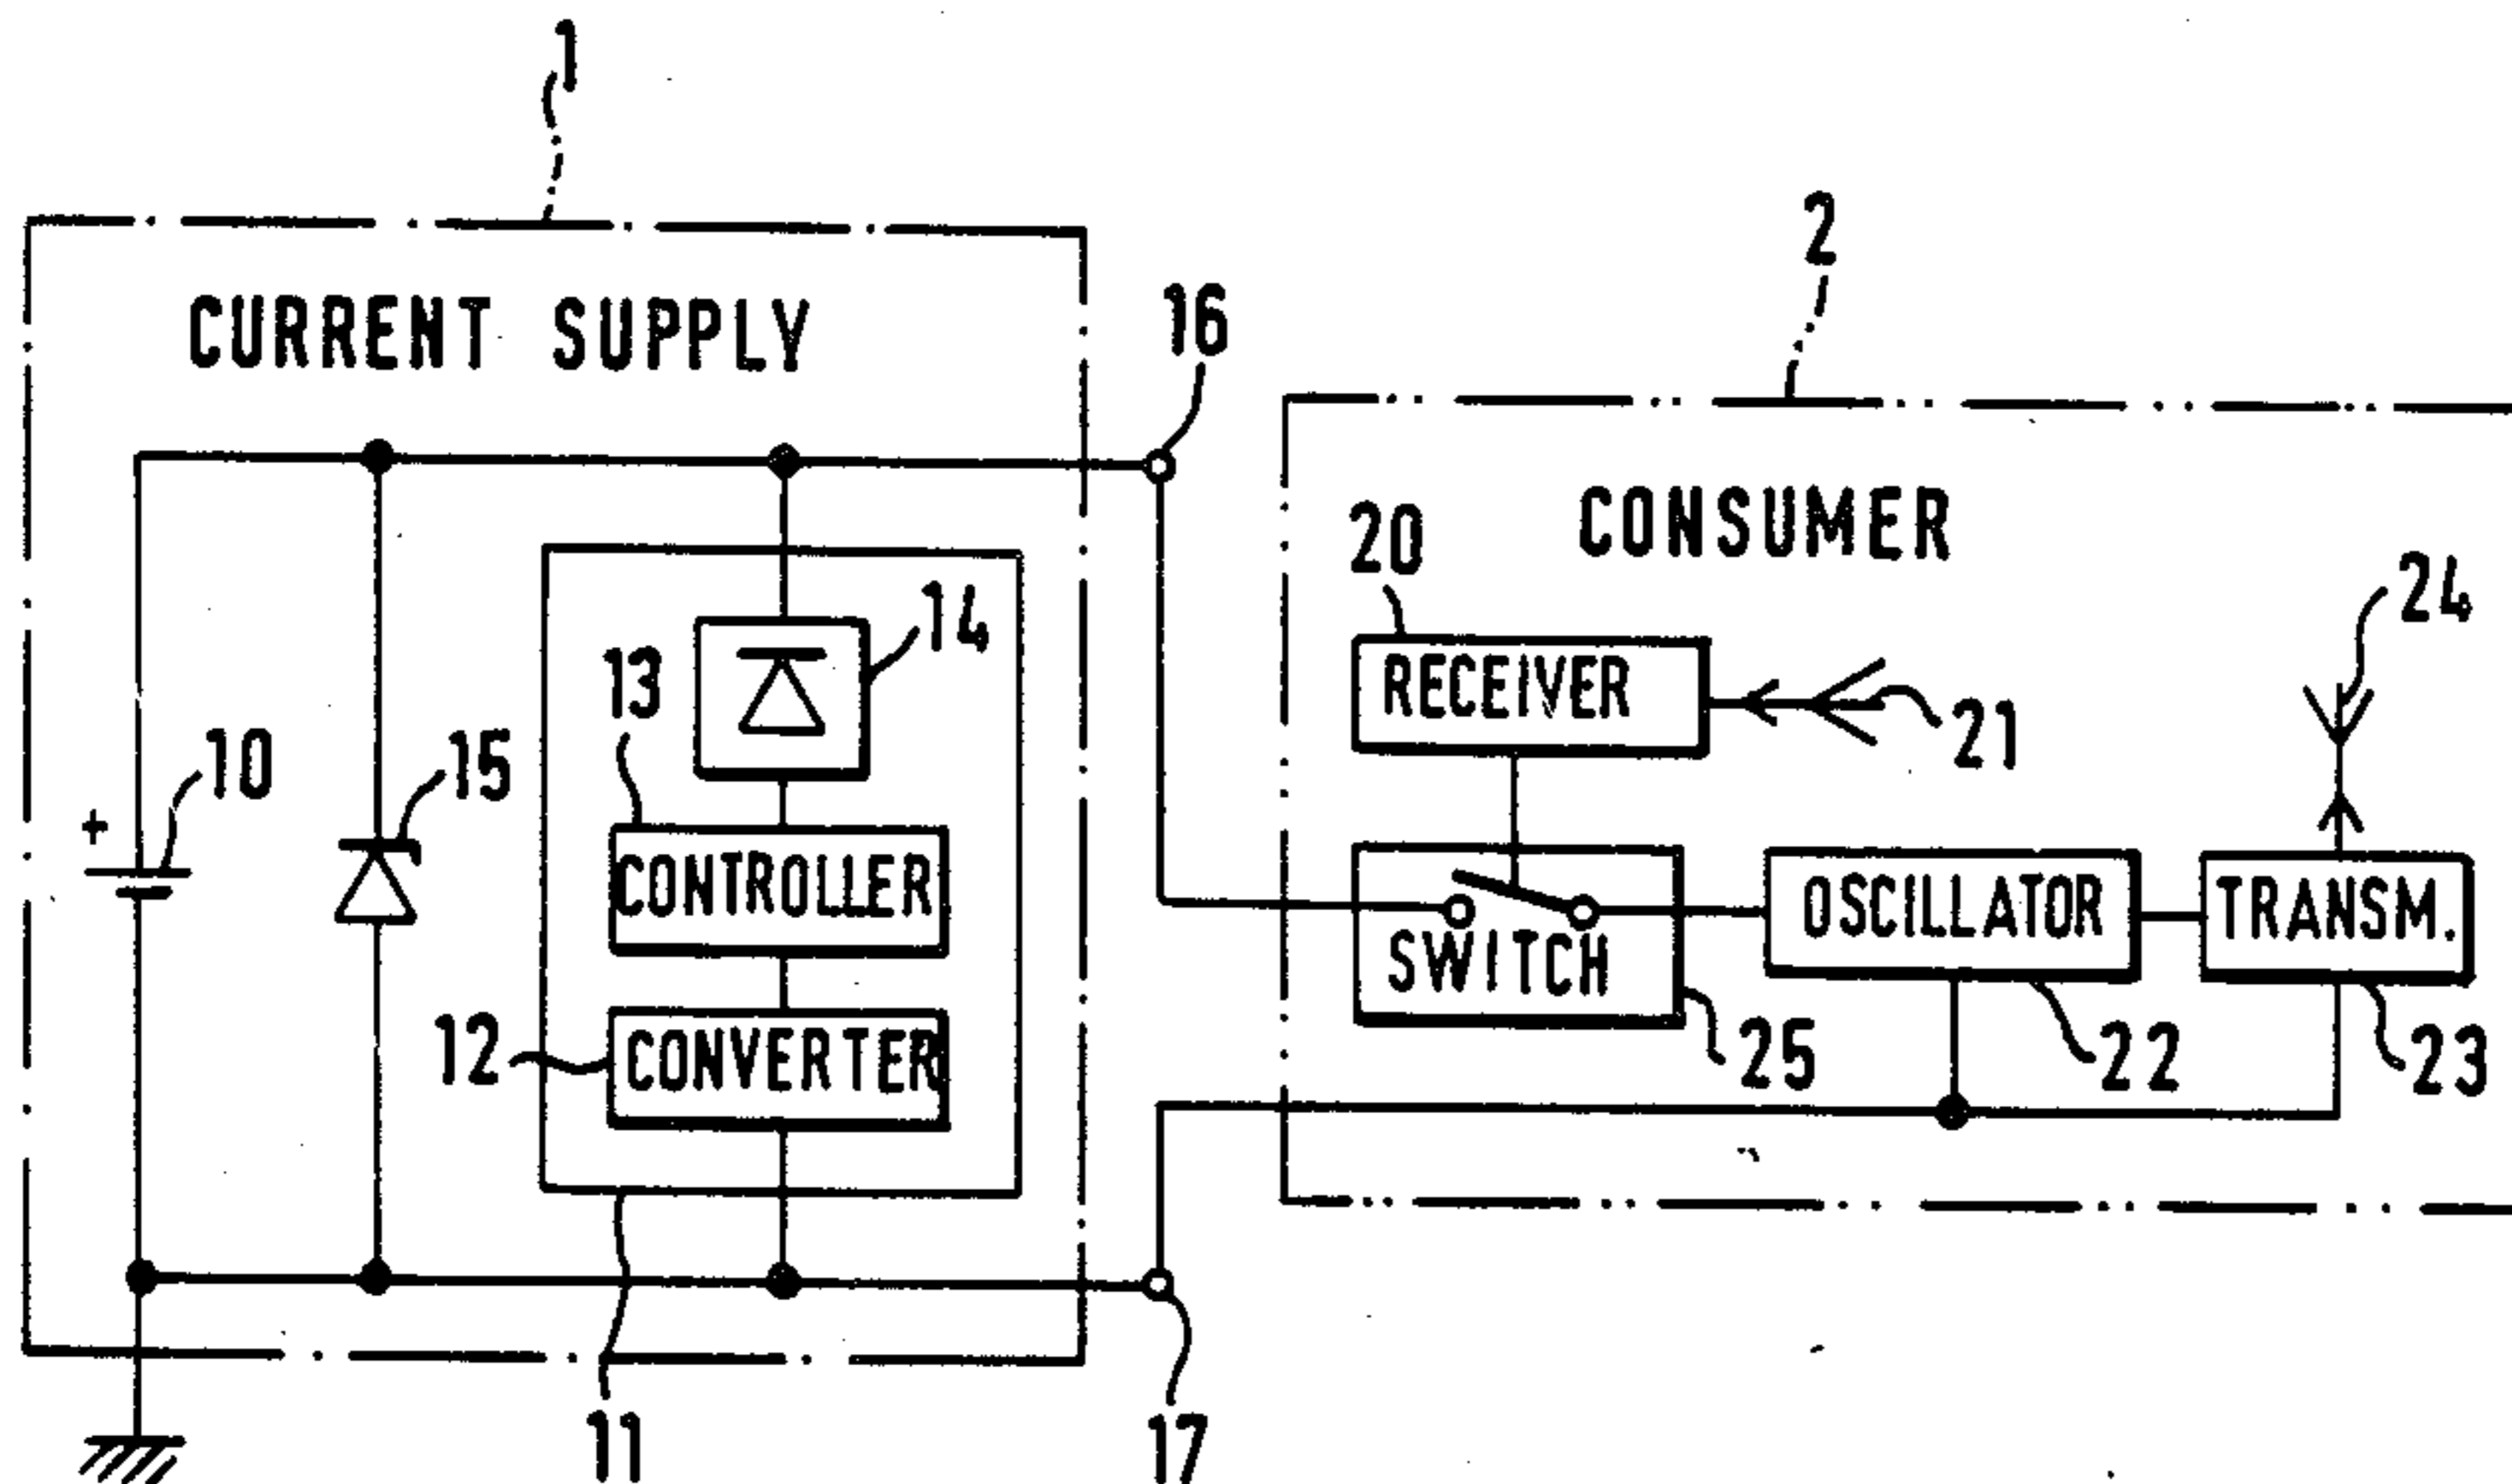 1
2
CURRENT SUPPLY
16
CONSUMER
20
24
14
13
RECEIVER
21
10
15
+
CONTROLLER
OSCILLATOR
TRANSM.
SWITCH
12
CONVERTER
25
22
23
11
17